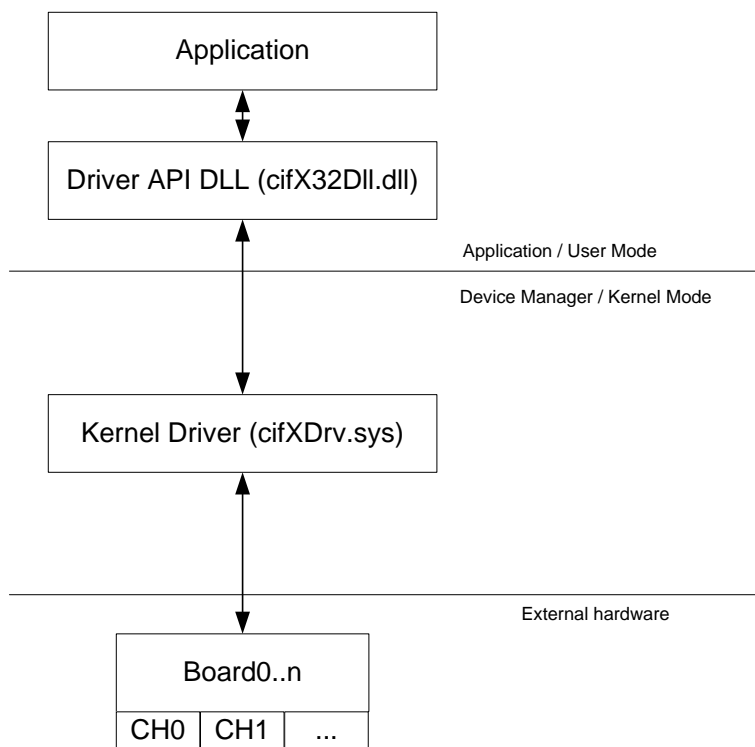 Application
Driver API DLL (cifX32Dll.dll)
Application / User Mode
Device Manager / Kernel Mode
Kernel Driver (cifXDrv.sys)
External hardware
Board0..n
CH0 CH1 ...